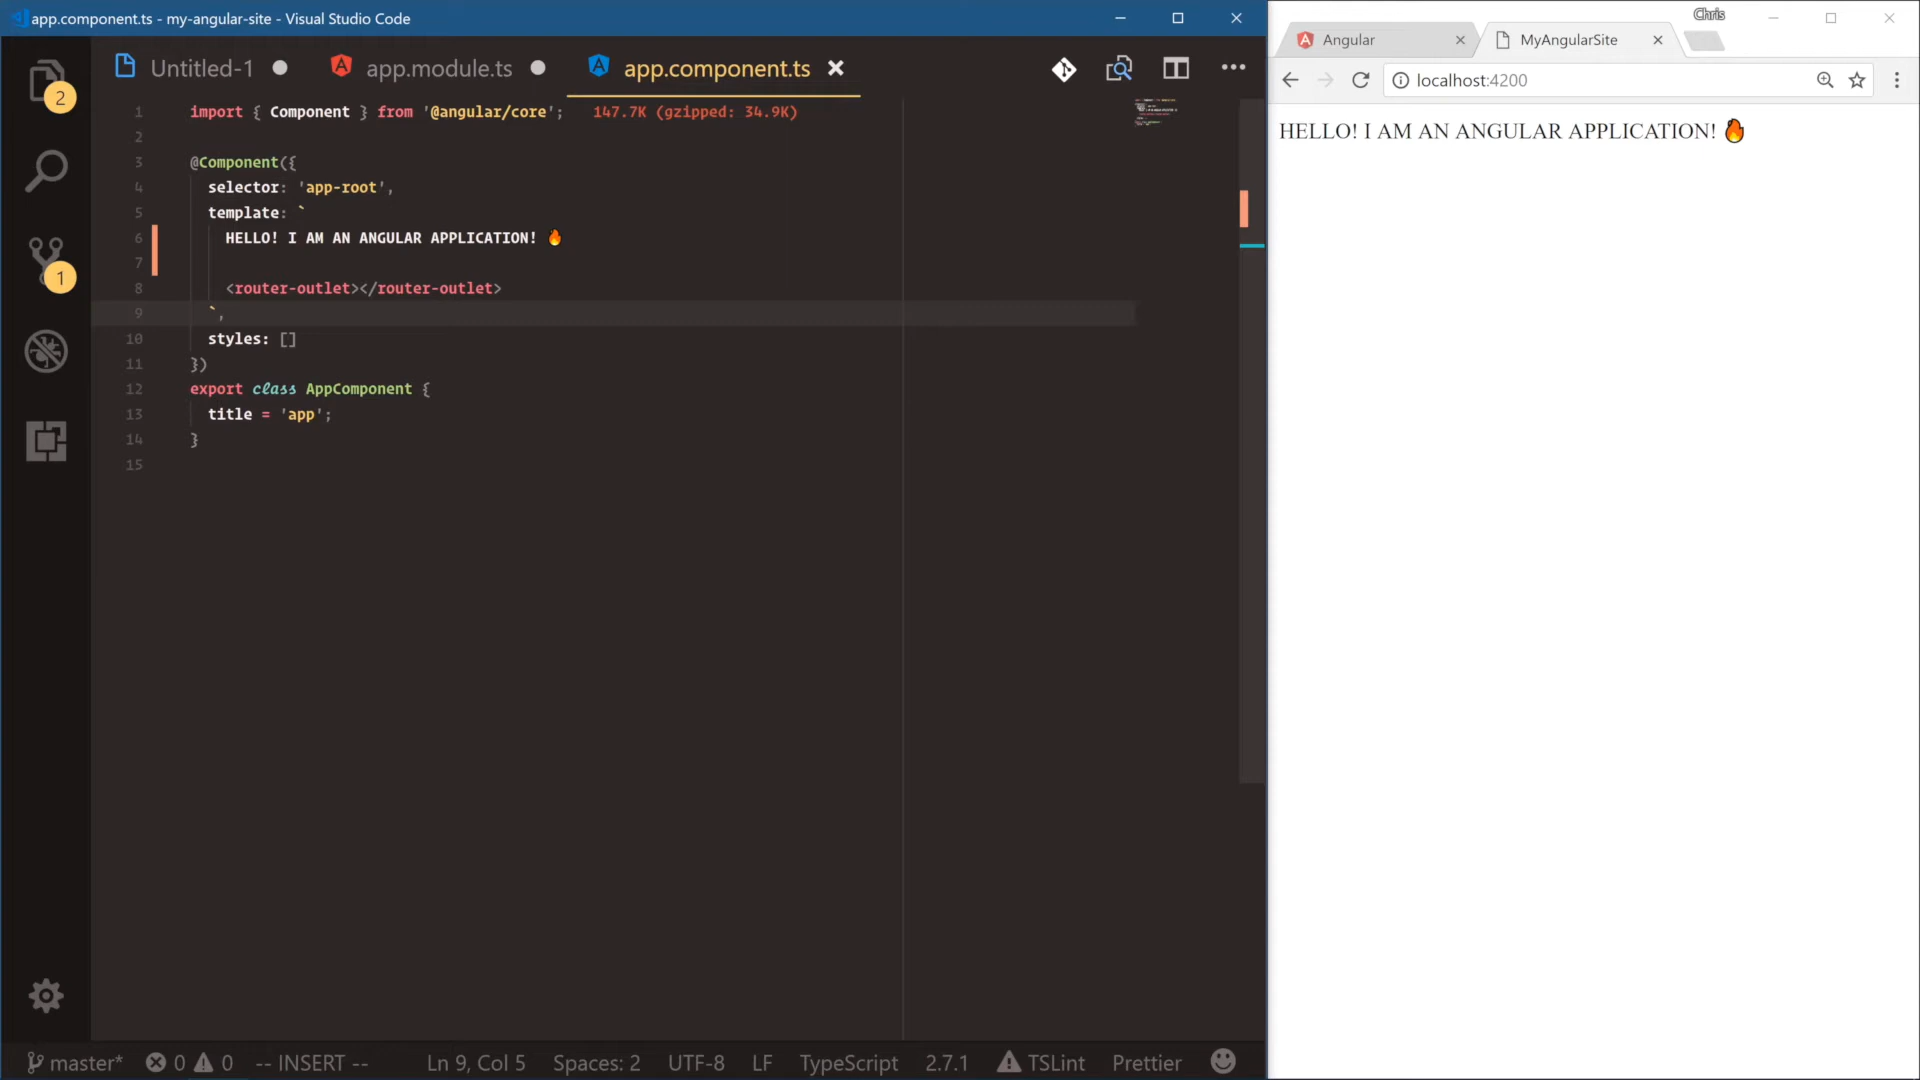 app.component.ts - my-angular-site - Visual Studio Code
Chris
Untitled-1 app.module.ts app.component.ts
Angular MyAngularSite
localhost:4200
1 import { Component } from '@angular/core'; 147.7K (gzipped: 34.9K)
2
3 @Component({
4 selector: 'app-root',
5 template: `
6 HELLO! I AM AN ANGULAR APPLICATION! 🔥
7
8 <router-outlet></router-outlet>
9 `,
10 styles: []
11 })
12 export class AppComponent {
13 title = 'app';
14 }
15
HELLO! I AM AN ANGULAR APPLICATION! 🔥
2
1
master* 0 0 -- INSERT -- Ln 9, Col 5 Spaces: 2 UTF-8 LF TypeScript 2.7.1 TSLint Prettier